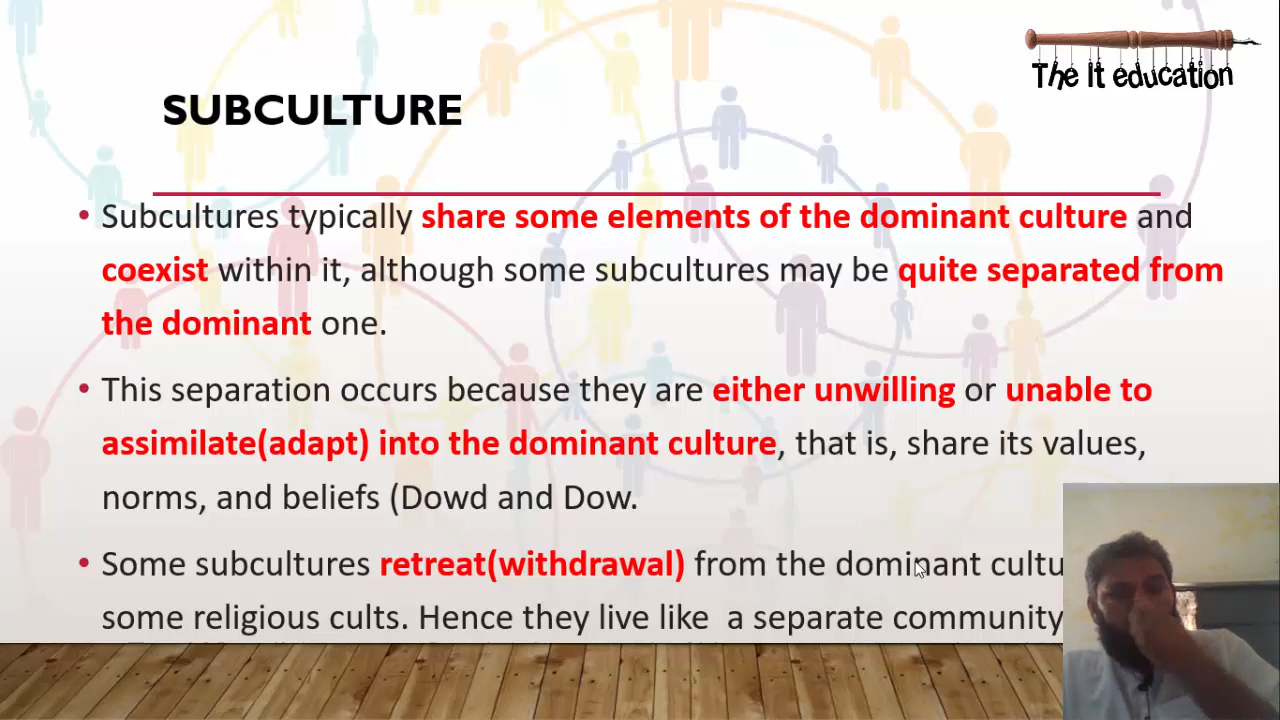 The It education
SUBCULTURE
• Subcultures typically share some elements of the dominant culture and
coexist within it, although some subcultures may be quite separated from
the dominant one.
• This separation occurs because they are either unwilling or unable to
assimilate(adapt) into the dominant culture, that is, share its values,
norms, and beliefs (Dowd and Dow.
• Some subcultures retreat(withdrawal) from the dominant
some religious cults. Hence they live like a separate community